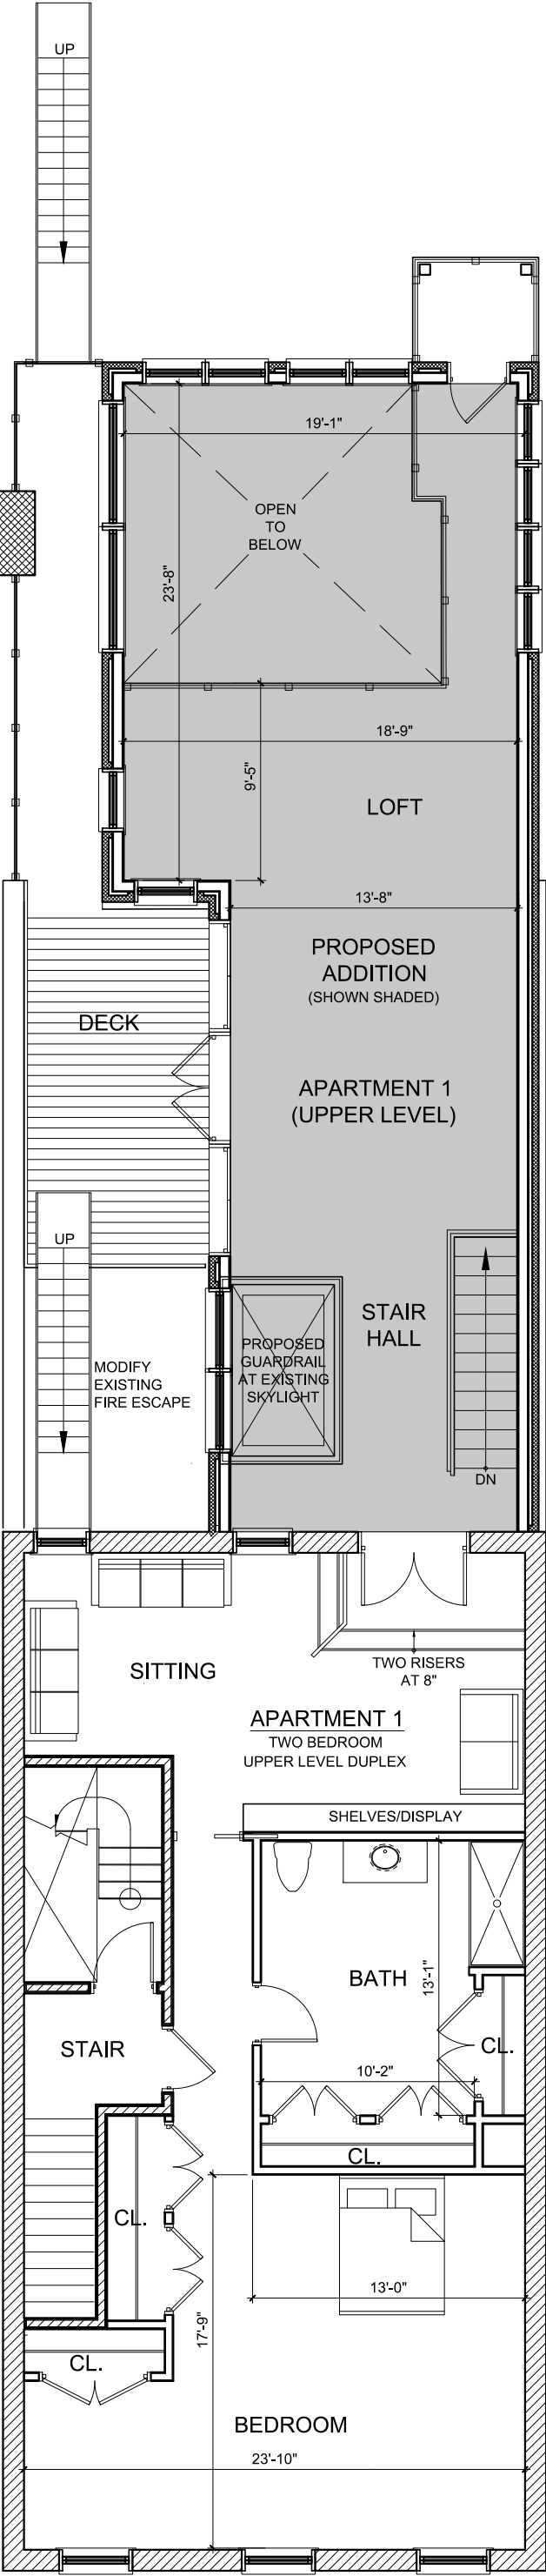 UP
19'-1"
OPEN
TO
BELOW
23'-8"
18'-9"
9'-5"
LOFT
13'-8"
PROPOSED
ADDITION
(SHOWN SHADED)
DECK
APARTMENT 1
(UPPER LEVEL)
UP
STAIR
HALL
PROPOSED
GUARDRAIL
AT EXISTING
SKYLIGHT
MODIFY
EXISTING
FIRE ESCAPE
DN
SITTING
TWO RISERS
AT 8"
APARTMENT 1
TWO BEDROOM
UPPER LEVEL DUPLEX
SHELVES/DISPLAY
BATH
13'-1"
STAIR
CL.
10'-2"
CL.
CL.
13'-0"
17'-9"
CL.
BEDROOM
23'-10"